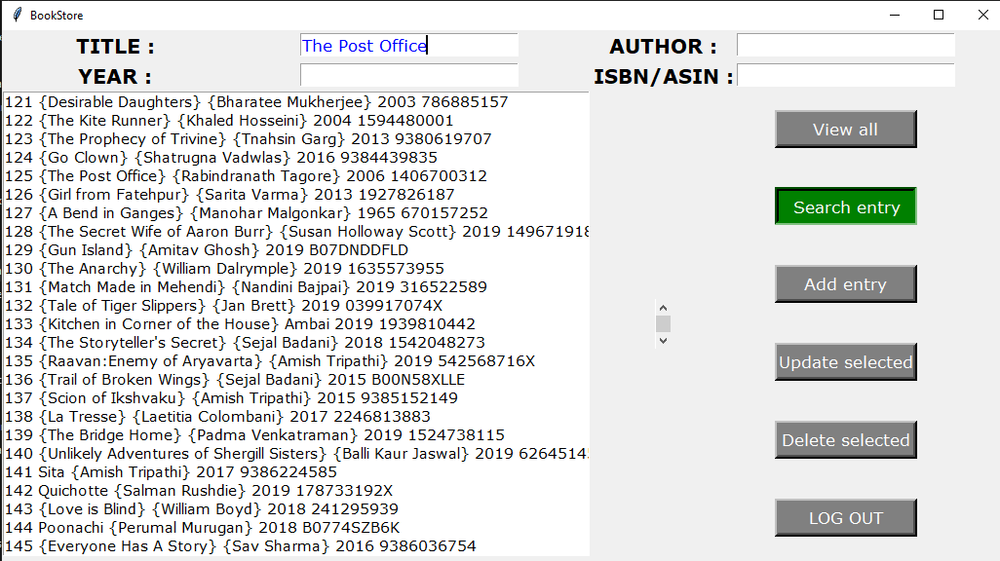 BookStore
TITLE : The Post Office AUTHOR :
YEAR : ISBN/ASIN :
121 {Desirable Daughters} {Bharatee Mukherjee} 2003 786885157
122 {The Kite Runner} {Khaled Hosseini} 2004 1594480001
123 {The Prophecy of Trivine} {Tnahsin Garg} 2013 9380619707
124 {Go Clown} {Shatrugna Vadwlas} 2016 9384439835
125 {The Post Office} {Rabindranath Tagore} 2006 1406700312
126 {Girl from Fatehpur} {Sarita Varma} 2013 1927826187
127 {A Bend in Ganges} {Manohar Malgonkar} 1965 670157252
128 {The Secret Wife of Aaron Burr} {Susan Holloway Scott} 2019 149671918
129 {Gun Island} {Amitav Ghosh} 2019 B07DNDDFLD
130 {The Anarchy} {William Dalrymple} 2019 1635573955
131 {Match Made in Mehendi} {Nandini Bajpai} 2019 316522589
132 {Tale of Tiger Slippers} {Jan Brett} 2019 039917074X
133 {Kitchen in Corner of the House} Ambai 2019 1939810442
134 {The Storyteller's Secret} {Sejal Badani} 2018 1542048273
135 {Raavan:Enemy of Aryavarta} {Amish Tripathi} 2019 542568716X
136 {Trail of Broken Wings} {Sejal Badani} 2015 B00N58XLLE
137 {Scion of Ikshvaku} {Amish Tripathi} 2015 9385152149
138 {La Tresse} {Laetitia Colombani} 2017 2246813883
139 {The Bridge Home} {Padma Venkatraman} 2019 1524738115
140 {Unlikely Adventures of Shergill Sisters} {Balli Kaur Jaswal} 2019 62645145
141 Sita {Amish Tripathi} 2017 9386224585
142 Quichotte {Salman Rushdie} 2019 178733192X
143 {Love is Blind} {William Boyd} 2018 241295939
144 Poonachi {Perumal Murugan} 2018 B0774SZB6K
145 {Everyone Has A Story} {Sav Sharma} 2016 9386036754
View all
Search entry
Add entry
Update selected
Delete selected
LOG OUT